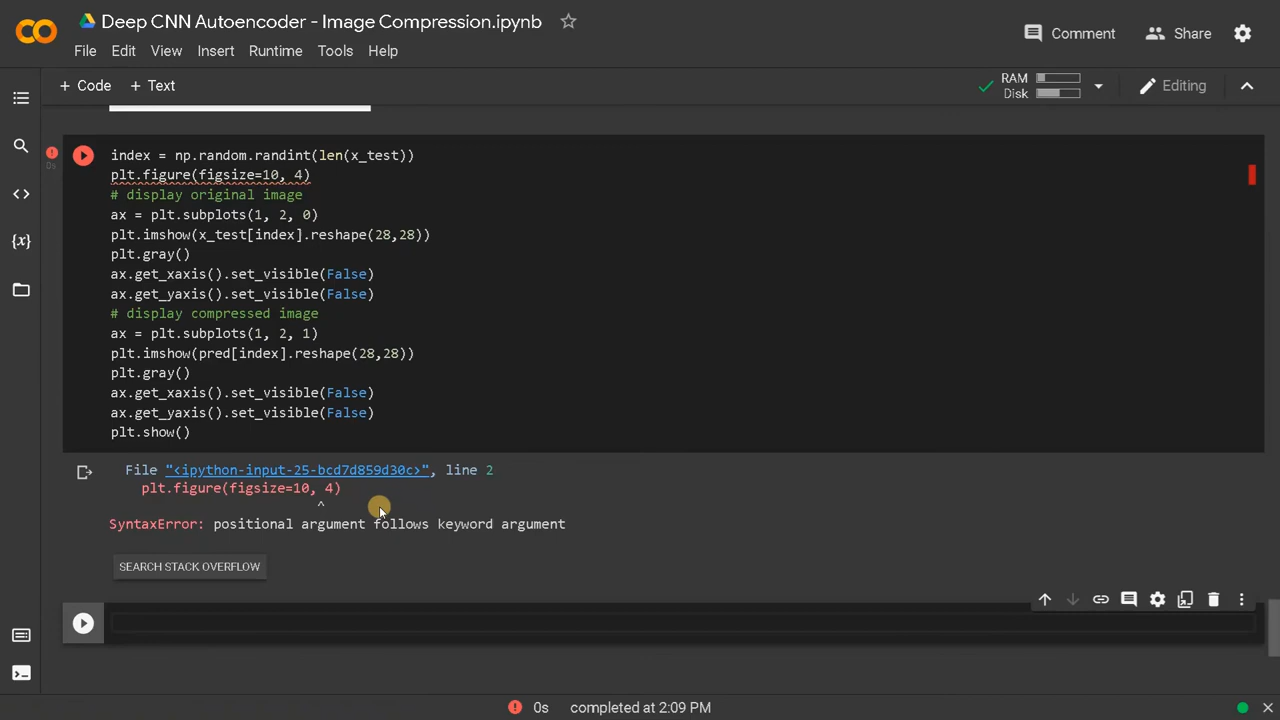 Deep CNN Autoencoder - Image Compression.ipynb
Comment
Share
File Edit View Insert Runtime Tools Help
+ Code + Text
RAM
Disk
Editing
index = np.random.randint(len(x_test))
0s
plt.figure(figsize=10, 4)
# display original image
ax = plt.subplots(1, 2, 0)
plt.imshow(x_test[index].reshape(28,28))
plt.gray()
ax.get_xaxis().set_visible(False)
ax.get_yaxis().set_visible(False)
# display compressed image
ax = plt.subplots(1, 2, 1)
plt.imshow(pred[index].reshape(28,28))
plt.gray()
ax.get_xaxis().set_visible(False)
ax.get_yaxis().set_visible(False)
plt.show()
File "<ipython-input-25-bcd7d859d30c>", line 2
plt.figure(figsize=10, 4)
^
SyntaxError: positional argument follows keyword argument
SEARCH STACK OVERFLOW
0s completed at 2:09 PM